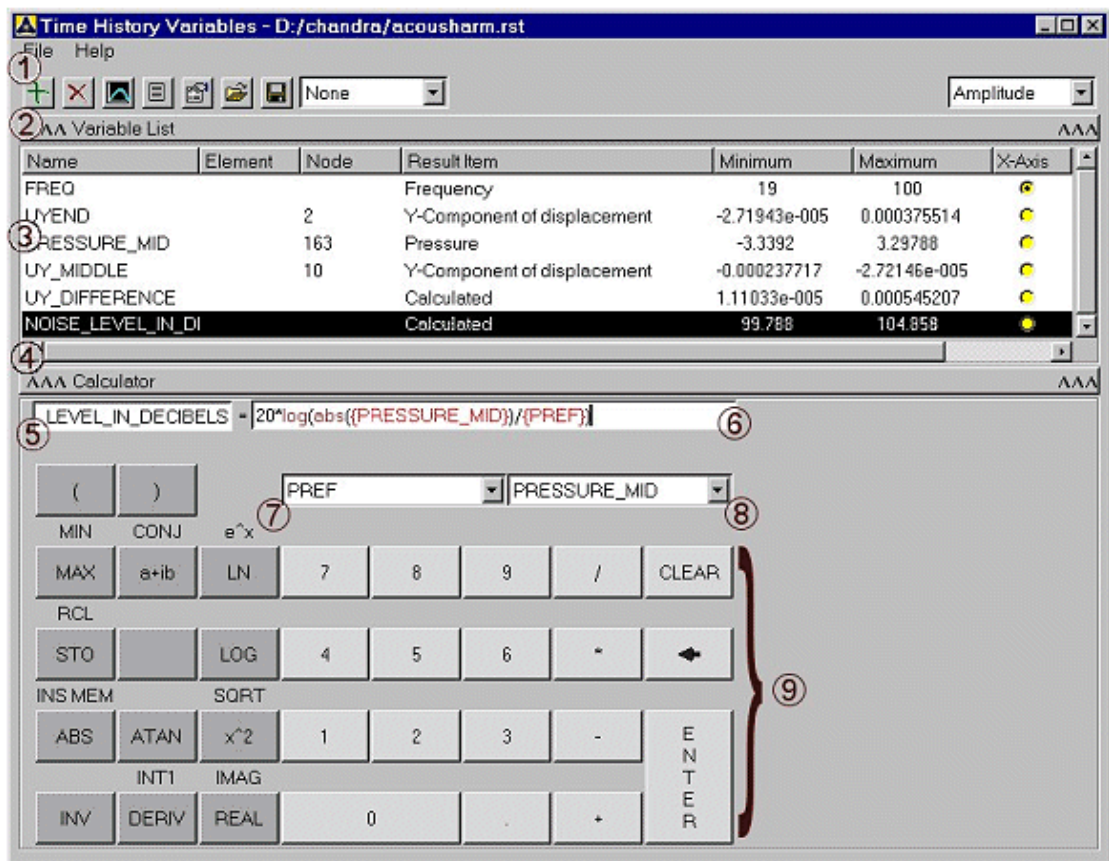 Time History Variables - D:/chandra/acousharm.rst
File Help
①
None Amplitude
② ΛΛΛ Variable List ΛΛΛ
Name Element Node Result Item Minimum Maximum X-Axis
FREQ Frequency 19 100
UYEND 2 Y-Component of displacement -2.71943e-005 0.000375514
③ PRESSURE_MID 163 Pressure -3.3392 3.29788
UY_MIDDLE 10 Y-Component of displacement -0.000237717 -2.72146e-005
UY_DIFFERENCE Calculated 1.11033e-005 0.000545207
NOISE_LEVEL_IN_DI Calculated 99.788 104.858
④
ΛΛΛ Calculator ΛΛΛ
⑤ _LEVEL_IN_DECIBELS = 20*log(abs({PRESSURE_MID})/{PREF}) ⑥
( ) ⑦ PREF PRESSURE_MID ⑧
MIN CONJ e^x
MAX a+ib LN 7 8 9 / CLEAR
RCL
STO LOG 4 5 6 *
⑨
INS MEM SQRT
ABS ATAN x^2 1 2 3 - ENTER
INT1 IMAG
INV DERIV REAL 0 . +